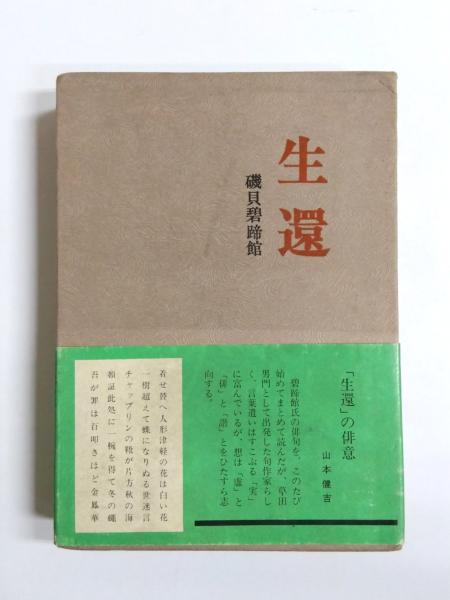 生還
磯貝碧蹄館
「生還」の俳意
山本健吉
碧蹄館氏の俳句を、このたび
始めてまとめて読んだが、草田
男門として出発した句作家らし
く、言葉遣いはすこぶる「実」
に富んでいるが、想は「虚」と
「俳」と「諧」とをひたすら志
向する。
着せ替へ人形津軽の花は白い花
一樹超えて蝶になりぬる世迷言
チャップリンの靴が片方秋の海
頼証此処に一椀を得て冬の蠅
吾が罪は百叩きほど金鳳華